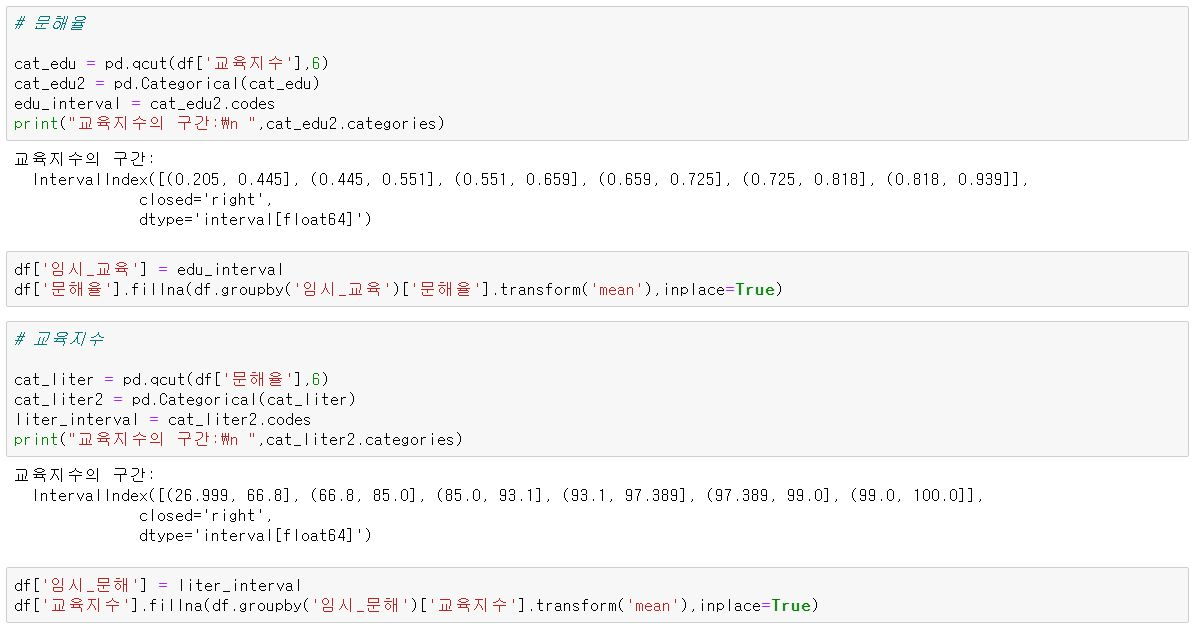 # 문해율
cat_edu = pd.qcut(df['교육지수'],6)
cat_edu2 = pd.Categorical(cat_edu)
edu_interval = cat_edu2.codes
print("교육지수의 구간:₩n ",cat_edu2.categories)
교육지수의 구간:
IntervalIndex([(0.205, 0.445], (0.445, 0.551], (0.551, 0.659], (0.659, 0.725], (0.725, 0.818], (0.818, 0.939]],
closed='right',
dtype='interval[float64]')
df['임시_교육'] = edu_interval
df['문해율'].fillna(df.groupby('임시_교육')['문해율'].transform('mean'),inplace=True)
# 교육지수
cat_liter = pd.qcut(df['문해율'],6)
cat_liter2 = pd.Categorical(cat_liter)
liter_interval = cat_liter2.codes
print("교육지수의 구간:₩n ",cat_liter2.categories)
교육지수의 구간:
IntervalIndex([(26.999, 66.8], (66.8, 85.0], (85.0, 93.1], (93.1, 97.389], (97.389, 99.0], (99.0, 100.0]],
closed='right',
dtype='interval[float64]')
df['임시_문해'] = liter_interval
df['교육지수'].fillna(df.groupby('임시_문해')['교육지수'].transform('mean'),inplace=True)